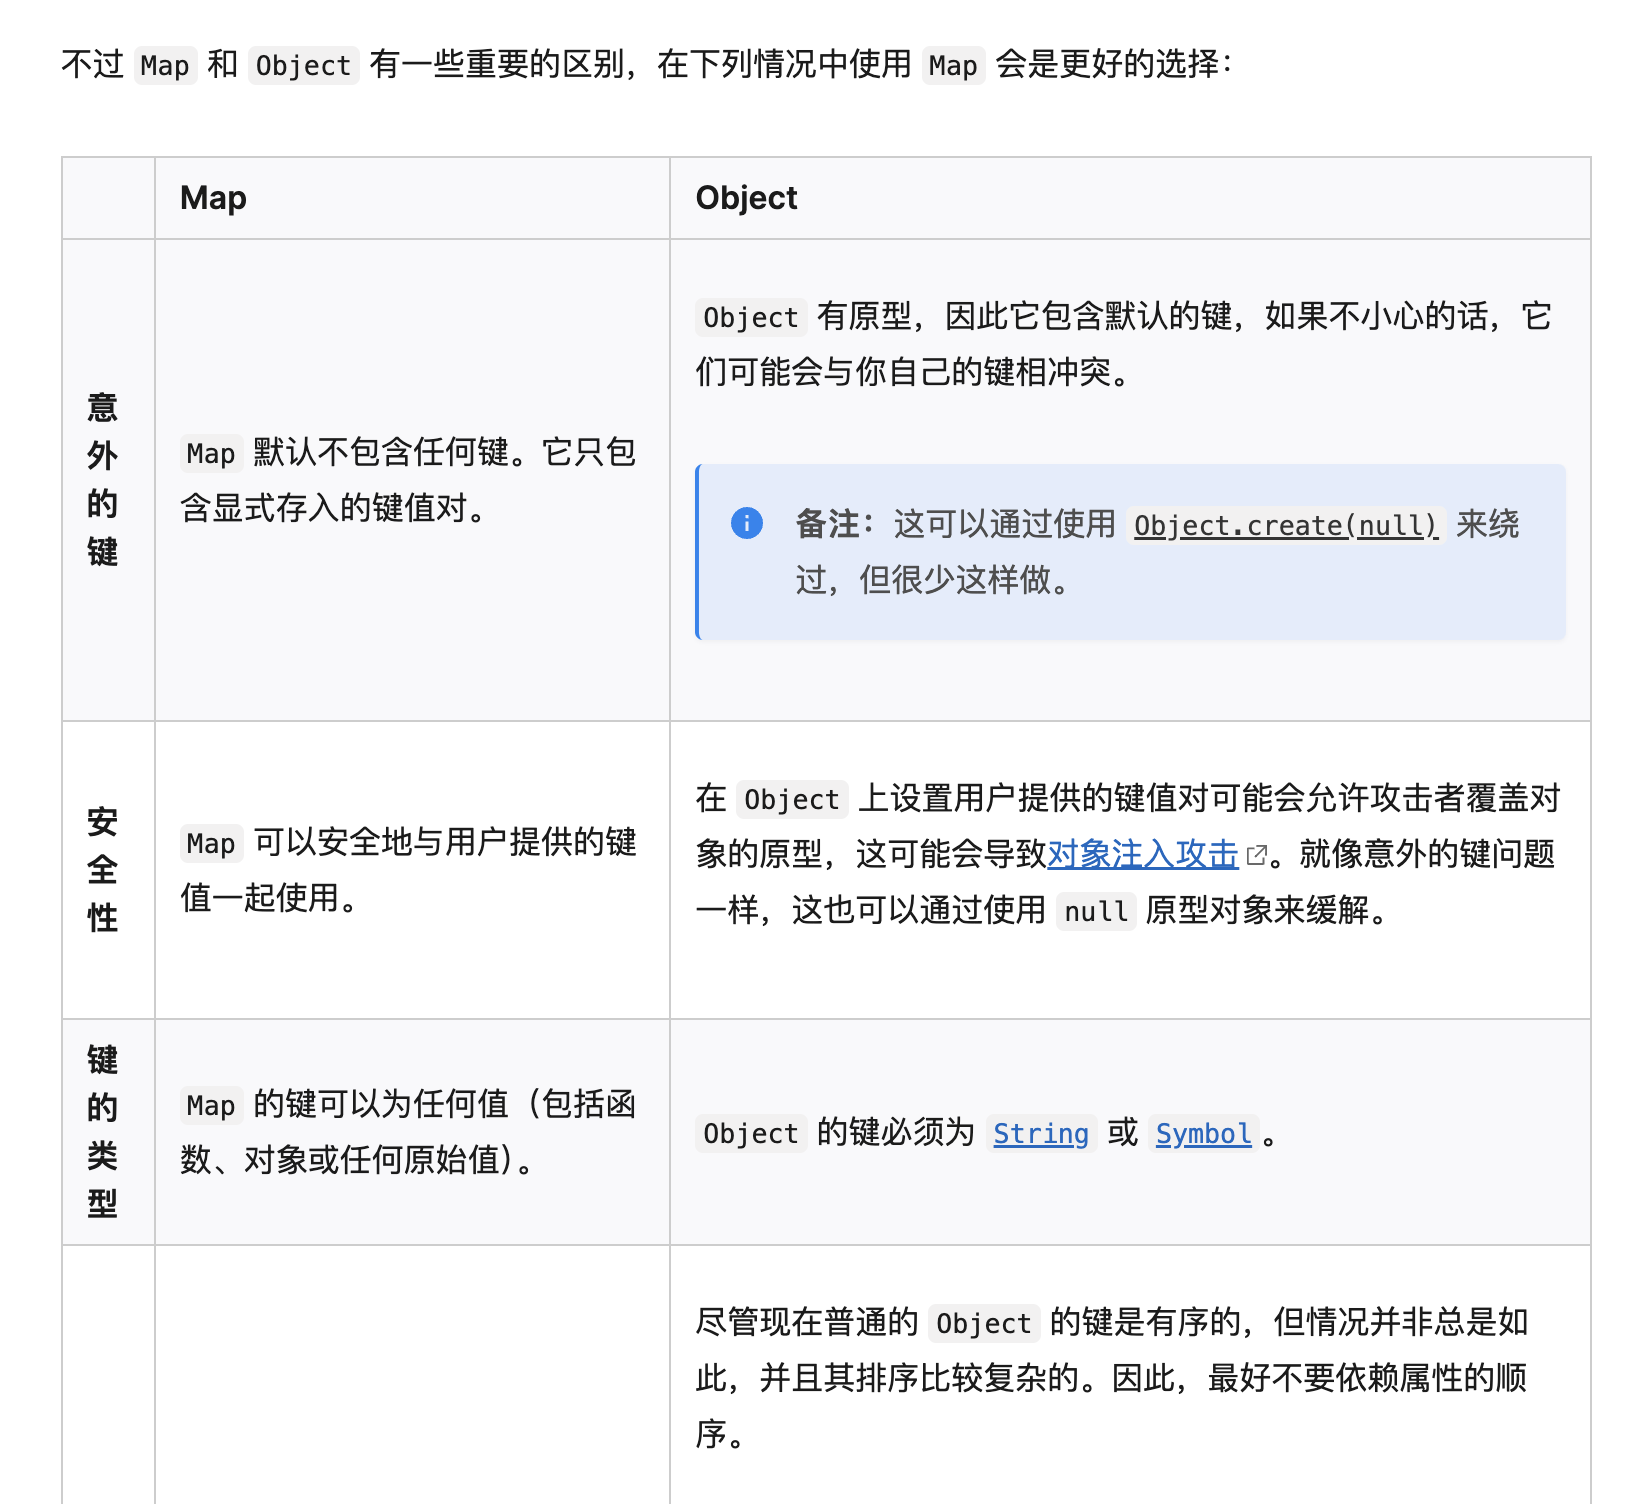 不过 Map 和 Object 有一些重要的区别，在下列情况中使用 Map 会是更好的选择：
Map
Object
意
外
的
键
Map 默认不包含任何键。它只包
含显式存入的键值对。
Object 有原型，因此它包含默认的键，如果不小心的话，它
们可能会与你自己的键相冲突。
备注：这可以通过使用 Object.create(null) 来绕
过，但很少这样做。
安
全
性
Map 可以安全地与用户提供的键
值一起使用。
在 Object 上设置用户提供的键值对可能会允许攻击者覆盖对
象的原型，这可能会导致对象注入攻击。就像意外的键问题
一样，这也可以通过使用 null 原型对象来缓解。
键
的
类
型
Map 的键可以为任何值（包括函
数、对象或任何原始值）。
Object 的键必须为 String 或 Symbol。
尽管现在普通的 Object 的键是有序的，但情况并非总是如
此，并且其排序比较复杂的。因此，最好不要依赖属性的顺
序。